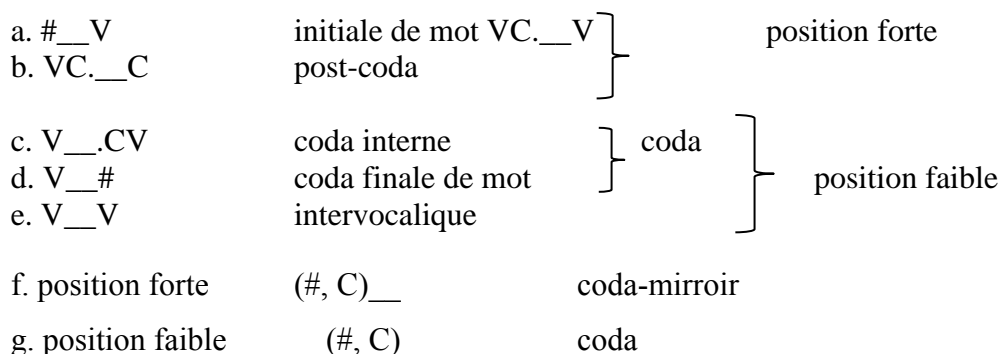 a. #__V initiale de mot VC.__V position forte
b. VC.__C post-coda
c. V__.CV coda interne coda
d. V__# coda finale de mot position faible
e. V__V intervocalique
f. position forte (#, C)__ coda-mirroir
g. position faible (#, C) coda